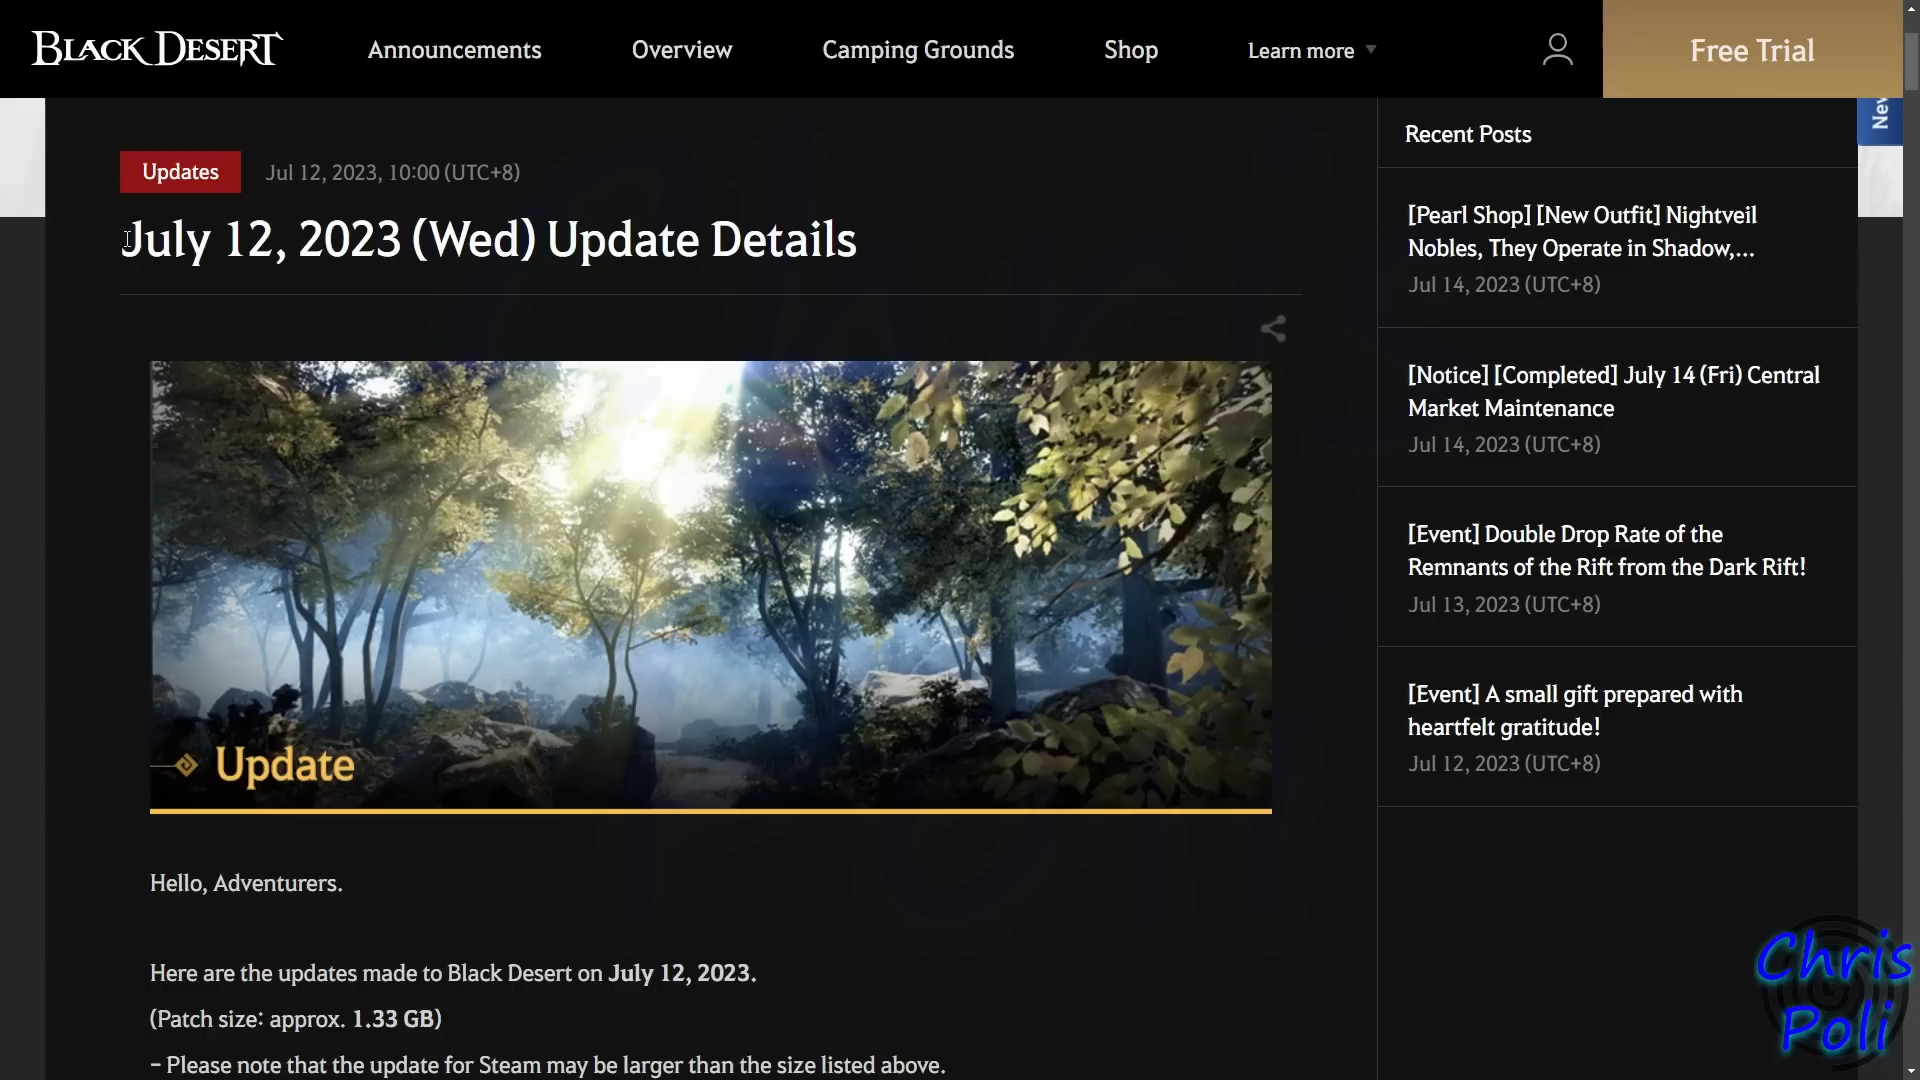 BLACK DESERT
Announcements
Overview
Camping Grounds
Shop
Learn more
Free Trial
Updates
Jul 12, 2023, 10:00 (UTC+8)
July 12, 2023 (Wed) Update Details
Update
Hello, Adventurers.
Here are the updates made to Black Desert on July 12, 2023.
(Patch size: approx. 1.33 GB)
– Please note that the update for Steam may be larger than the size listed above.
Recent Posts
[Pearl Shop] [New Outfit] Nightveil
Nobles, They Operate in Shadow,...
Jul 14, 2023 (UTC+8)
[Notice] [Completed] July 14 (Fri) Central
Market Maintenance
Jul 14, 2023 (UTC+8)
[Event] Double Drop Rate of the
Remnants of the Rift from the Dark Rift!
Jul 13, 2023 (UTC+8)
[Event] A small gift prepared with
heartfelt gratitude!
Jul 12, 2023 (UTC+8)
Chris
Poli